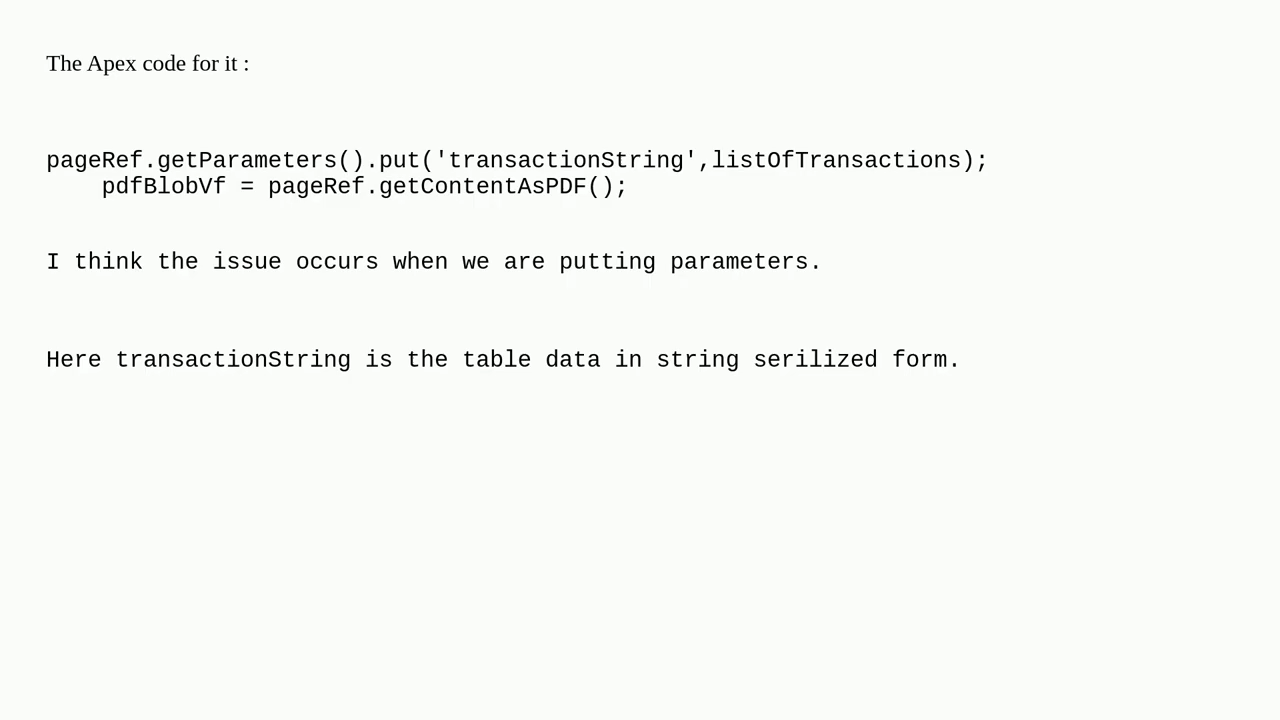 The Apex code for it :
pageRef.getParameters().put('transactionString',listOfTransactions);
pdfBlobVf = pageRef.getContentAsPDF();
I think the issue occurs when we are putting parameters.
Here transactionString is the table data in string serilized form.